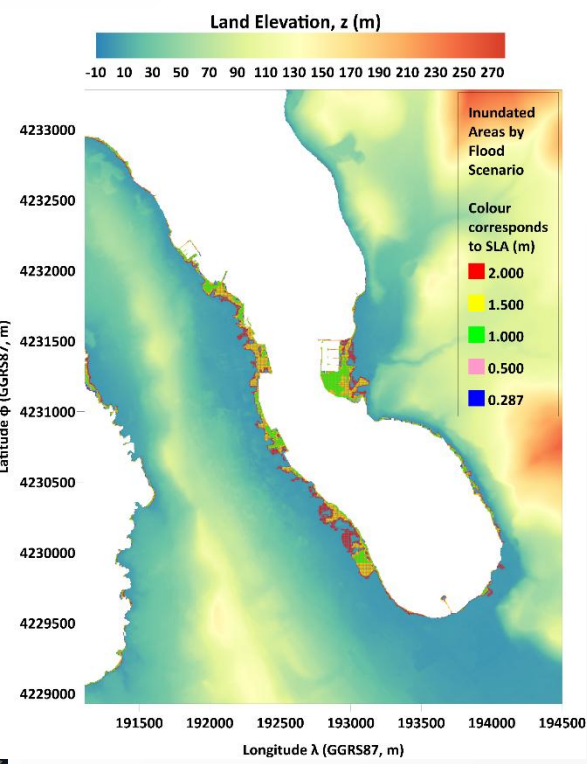 Land Elevation, z (m)
-10 10 30 50 70 90 110 130 150 170 190 210 230 250 270
Inundated
Areas by
Flood
Scenario
Colour
corresponds
to SLA (m)
2.000
1.500
1.000
0.500
0.287
Latitude φ (GGRS87, m)
4233000
4232500
4232000
4231500
4231000
4230500
4230000
4229500
4229000
191500 192000 192500 193000 193500 194000 194500
Longitude λ (GGRS87, m)